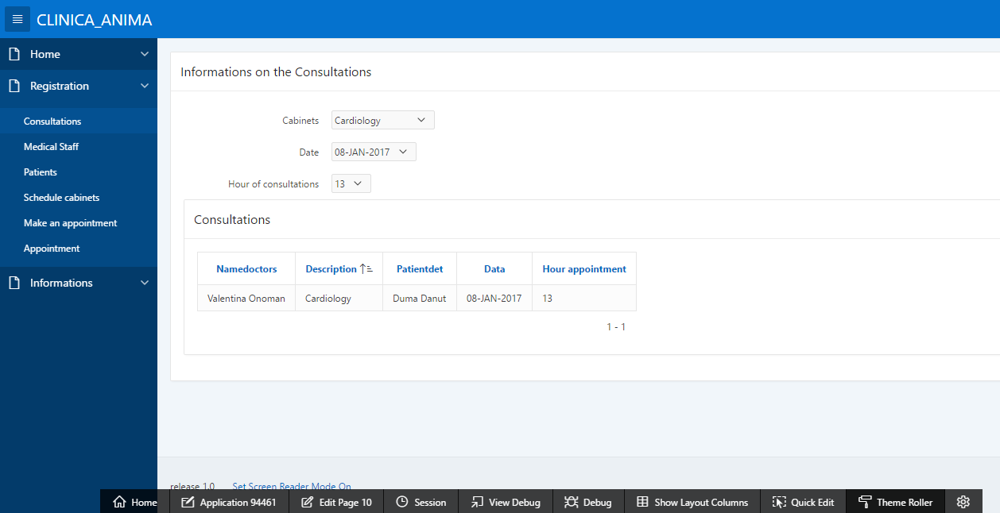 CLINICA_ANIMA
Home
Registration
Consultations
Medical Staff
Patients
Schedule cabinets
Make an appointment
Appointment
Informations
Informations on the Consultations
Cabinets Cardiology
Date 08-JAN-2017
Hour of consultations 13
Consultations
Namedoctors Description Patientdet Data Hour appointment
Valentina Onoman Cardiology Duma Danut 08-JAN-2017 13
1 - 1
release 1.0 Set Screen Reader Mode On
Home Application 94461 Edit Page 10 Session View Debug Debug Show Layout Columns Quick Edit Theme Roller